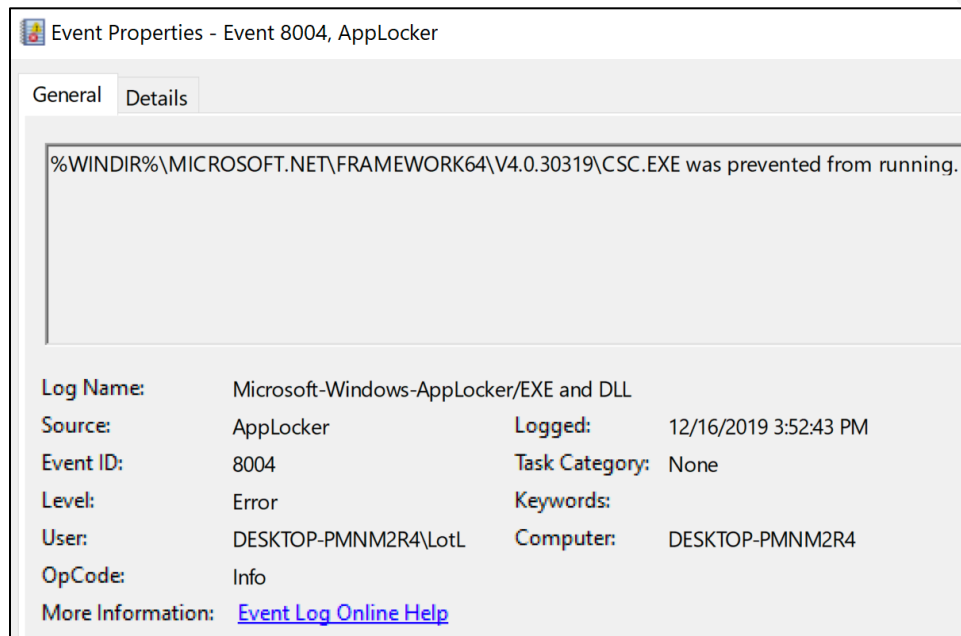 Event Properties - Event 8004, AppLocker
General Details
%WINDIR%\MICROSOFT.NET\FRAMEWORK64\V4.0.30319\CSC.EXE was prevented from running.
Log Name: Microsoft-Windows-AppLocker/EXE and DLL
Source: AppLocker Logged: 12/16/2019 3:52:43 PM
Event ID: 8004 Task Category: None
Level: Error Keywords:
User: DESKTOP-PMNM2R4\LotL Computer: DESKTOP-PMNM2R4
OpCode: Info
More Information: Event Log Online Help